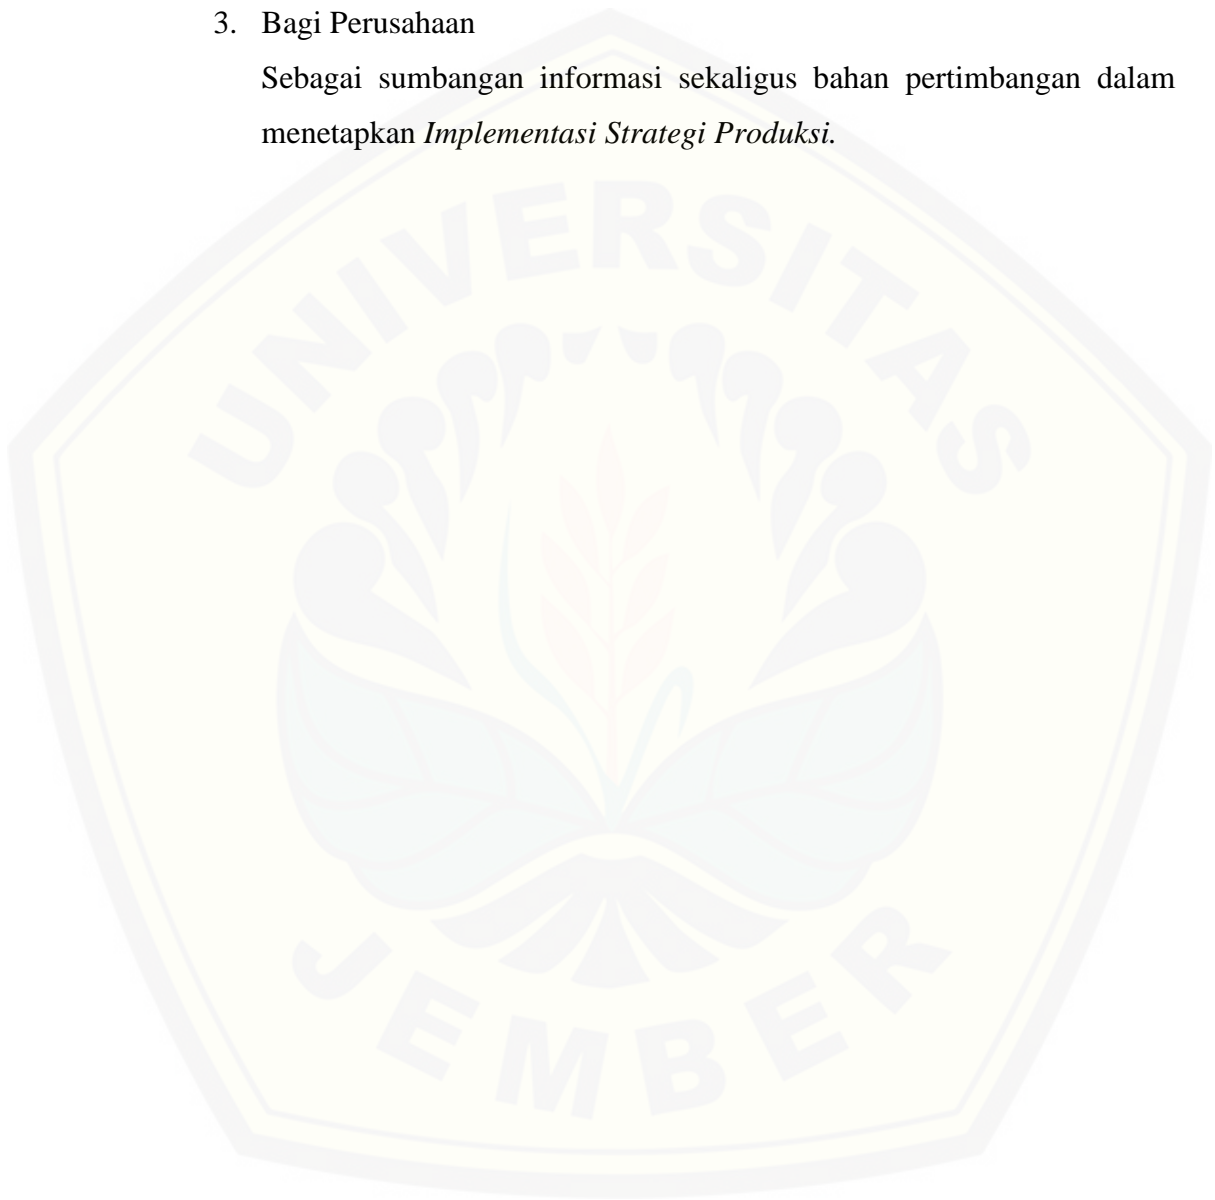 3. Bagi Perusahaan
Sebagai sumbangan informasi sekaligus bahan pertimbangan dalam
menetapkan Implementasi Strategi Produksi.
UNIVERSITAS
JEMBER